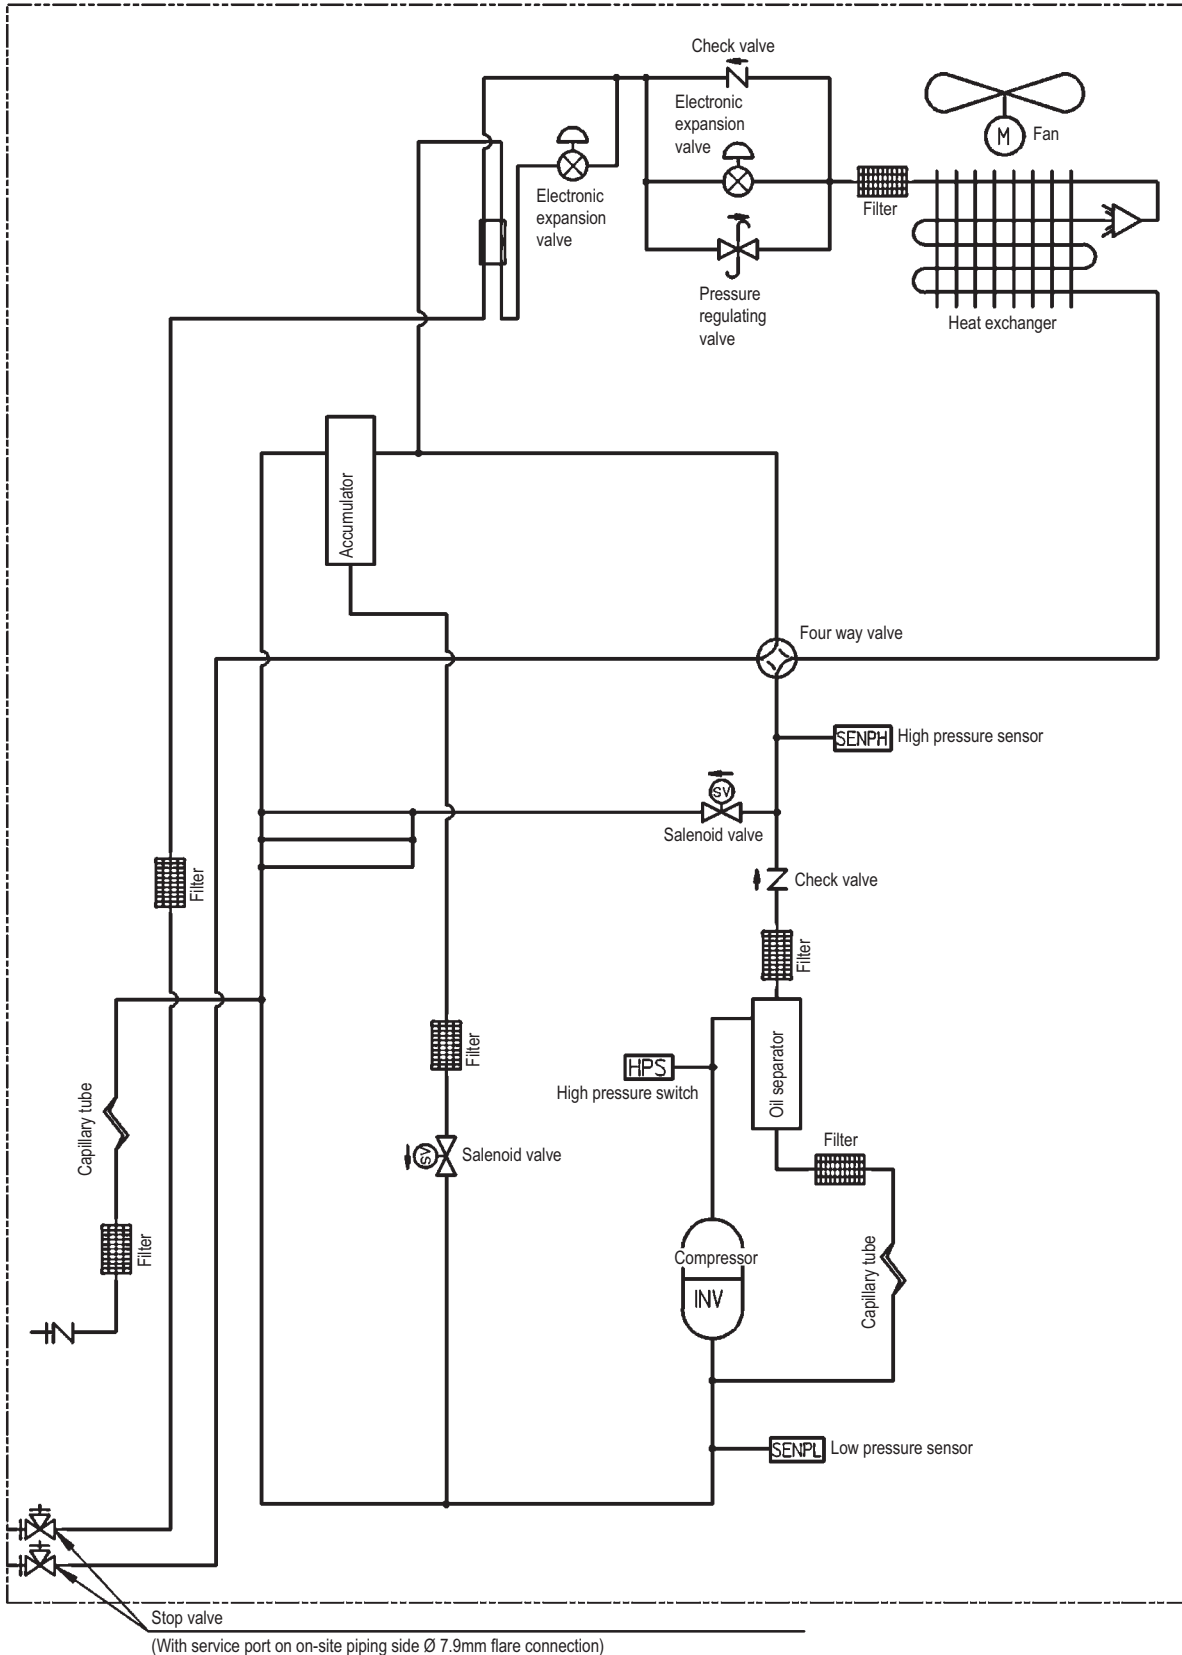 Check valve
Electronic
expansion
valve
M
Fan
Electronic
expansion
valve
Filter
Pressure
regulating
valve
Heat exchanger
Accumulator
Four way valve
SENPH
High pressure sensor
SV
Salenoid valve
Check valve
Filter
Filter
Filter
HPS
High pressure switch
Oil separator
Capillary tube
SV
Salenoid valve
Filter
Filter
Compressor
INV
Capillary tube
SENPL
Low pressure sensor
Stop valve
(With service port on on-site piping side Ø 7.9mm flare connection)